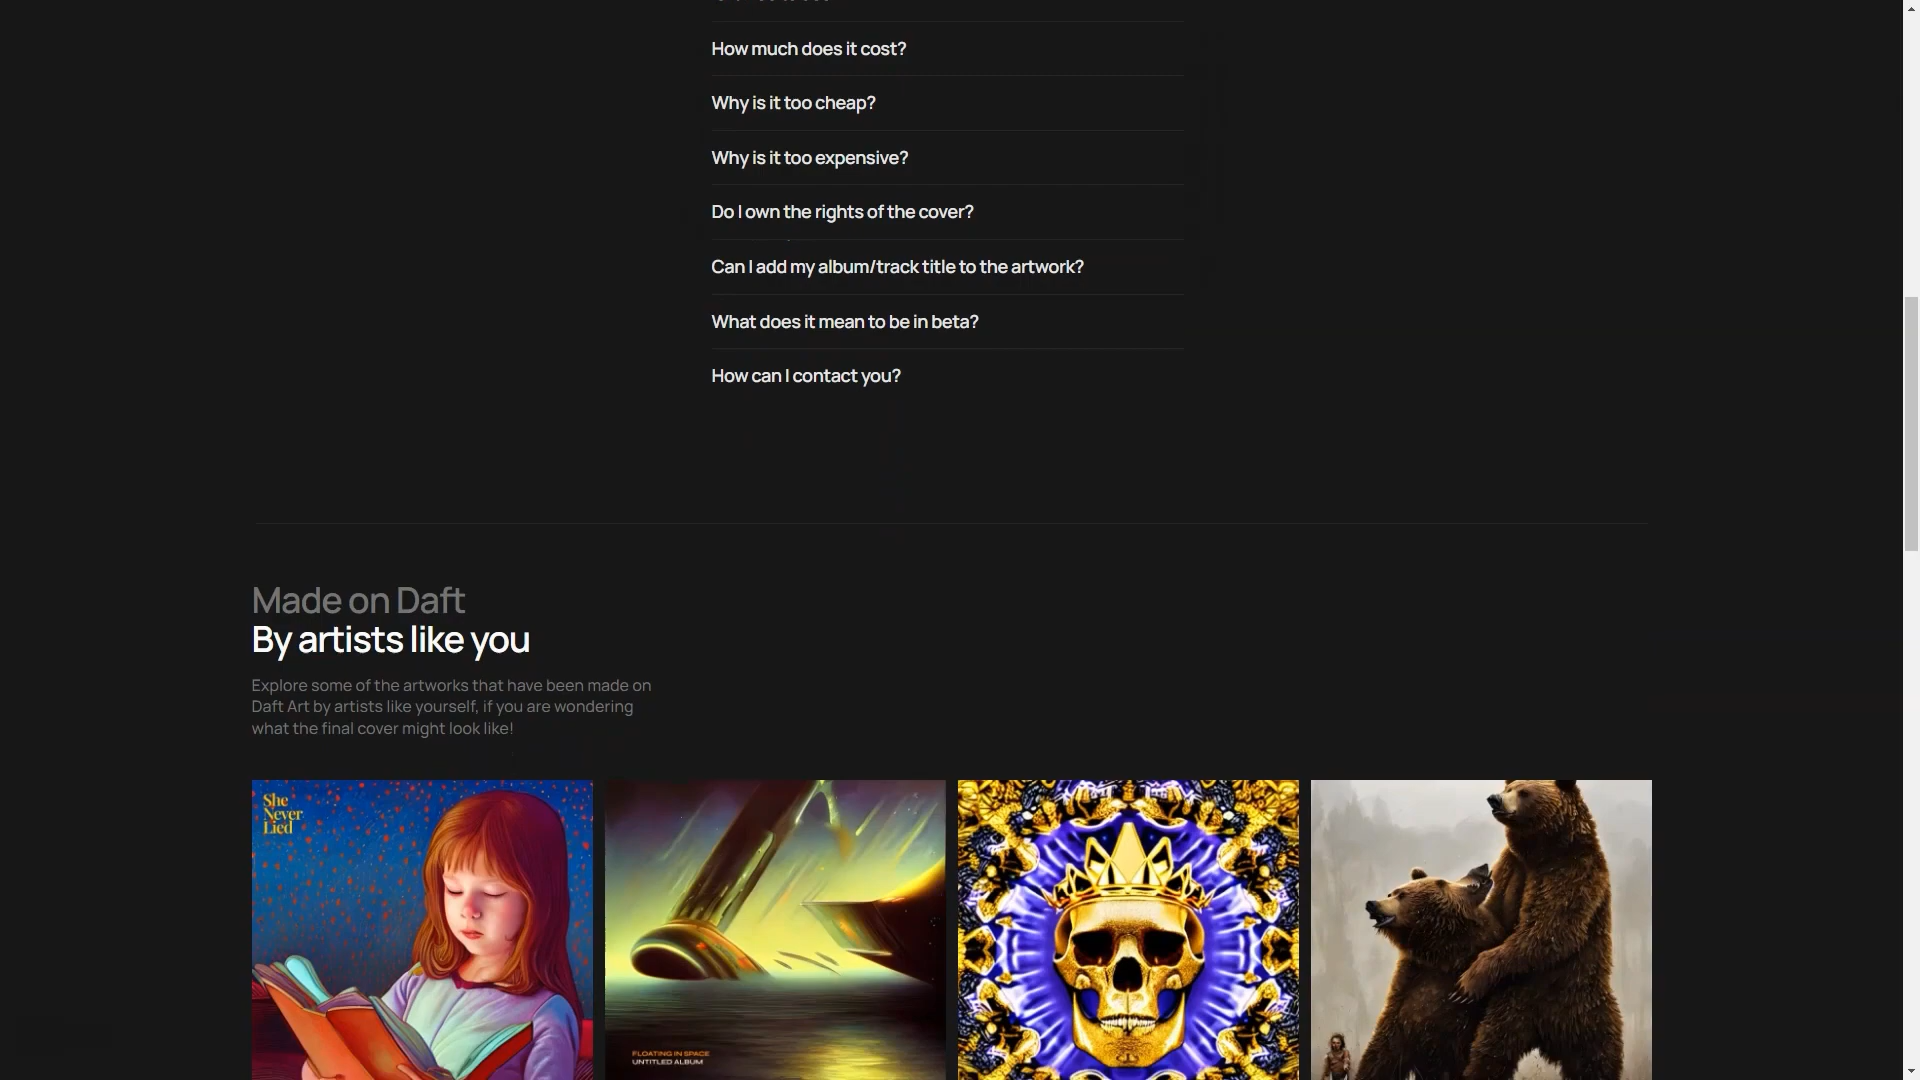 How much does it cost?
Why is it too cheap?
Why is it too expensive?
Do I own the rights of the cover?
Can I add my album/track title to the artwork?
What does it mean to be in beta?
How can I contact you?
Made on Daft
By artists like you
Explore some of the artworks that have been made on
Daft Art by artists like yourself, if you are wondering
what the final cover might look like!
She
Never
Lied
FLOATING IN SPACE
UNTITLED ALBUM